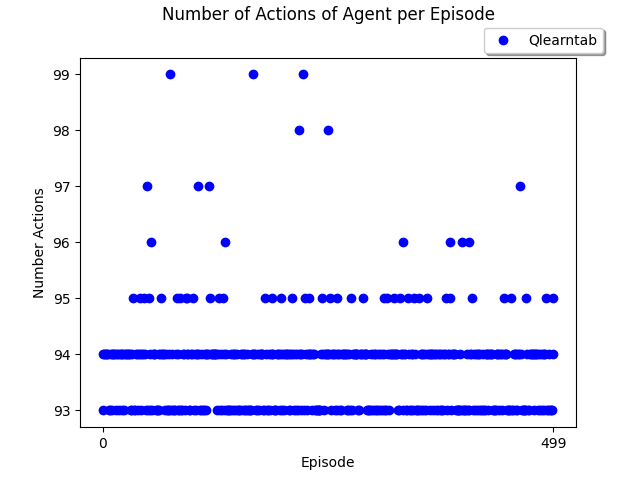 Number of Actions of Agent per Episode
Qlearntab
99
98
97
96
95
94
93
Number Actions
0
499
Episode